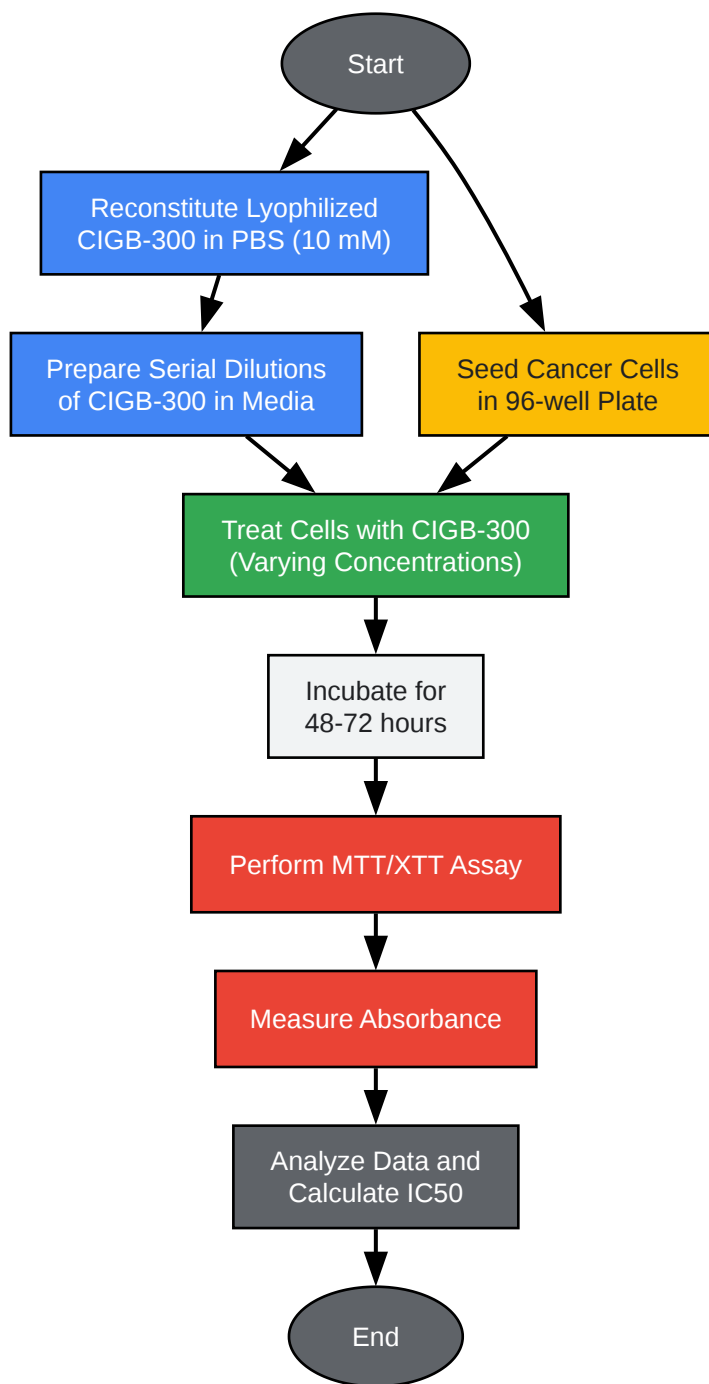 Start
Reconstitute Lyophilized
CIGB-300 in PBS (10 mM)
Prepare Serial Dilutions
of CIGB-300 in Media
Seed Cancer Cells
in 96-well Plate
Treat Cells with CIGB-300
(Varying Concentrations)
Incubate for
48-72 hours
Perform MTT/XTT Assay
Measure Absorbance
Analyze Data and
Calculate IC50
End